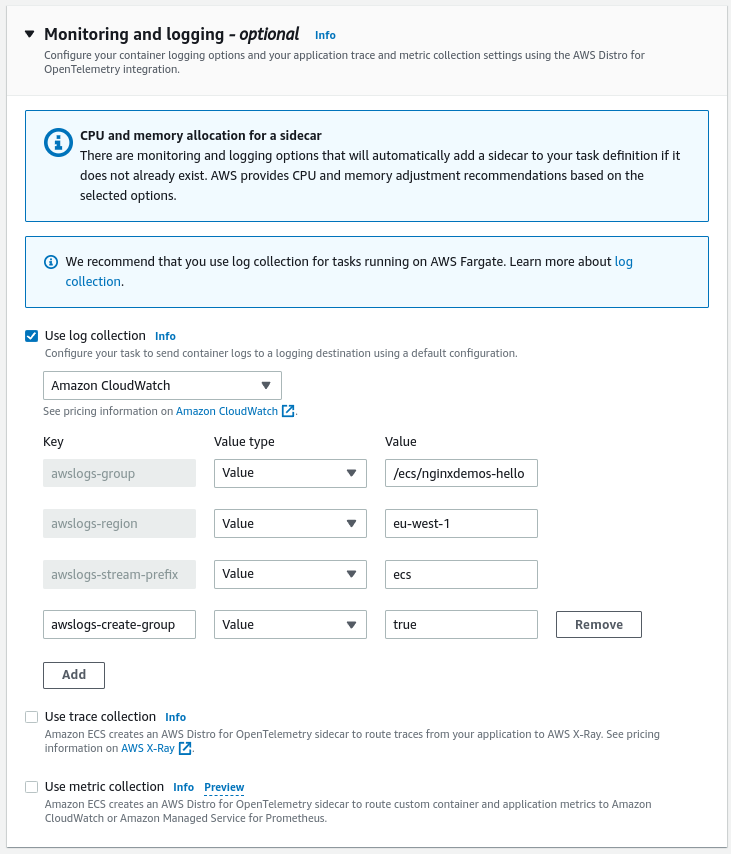 Monitoring and logging - optional Info
Configure your container logging options and your application trace and metric collection settings using the AWS Distro for
OpenTelemetry integration.
CPU and memory allocation for a sidecar
There are monitoring and logging options that will automatically add a sidecar to your task definition if it
does not already exist. AWS provides CPU and memory adjustment recommendations based on the
selected options.
We recommend that you use log collection for tasks running on AWS Fargate. Learn more about log
collection.
Use log collection Info
Configure your task to send container logs to a logging destination using a default configuration.
Amazon CloudWatch
See pricing information on Amazon CloudWatch.
Key Value type Value
awslogs-group Value /ecs/nginxdemos-hello
awslogs-region Value eu-west-1
awslogs-stream-prefix Value ecs
awslogs-create-group Value true Remove
Add
Use trace collection Info
Amazon ECS creates an AWS Distro for OpenTelemetry sidecar to route traces from your application to AWS X-Ray. See pricing
information on AWS X-Ray.
Use metric collection Info Preview
Amazon ECS creates an AWS Distro for OpenTelemetry sidecar to route custom container and application metrics to Amazon
CloudWatch or Amazon Managed Service for Prometheus.